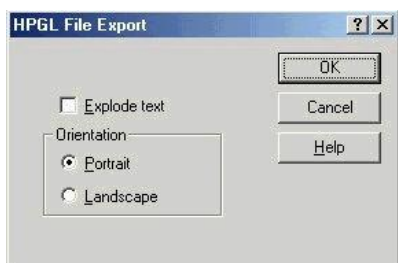 HPGL File Export
OK
Explode text
Cancel
Orientation
Help
Portrait
Landscape